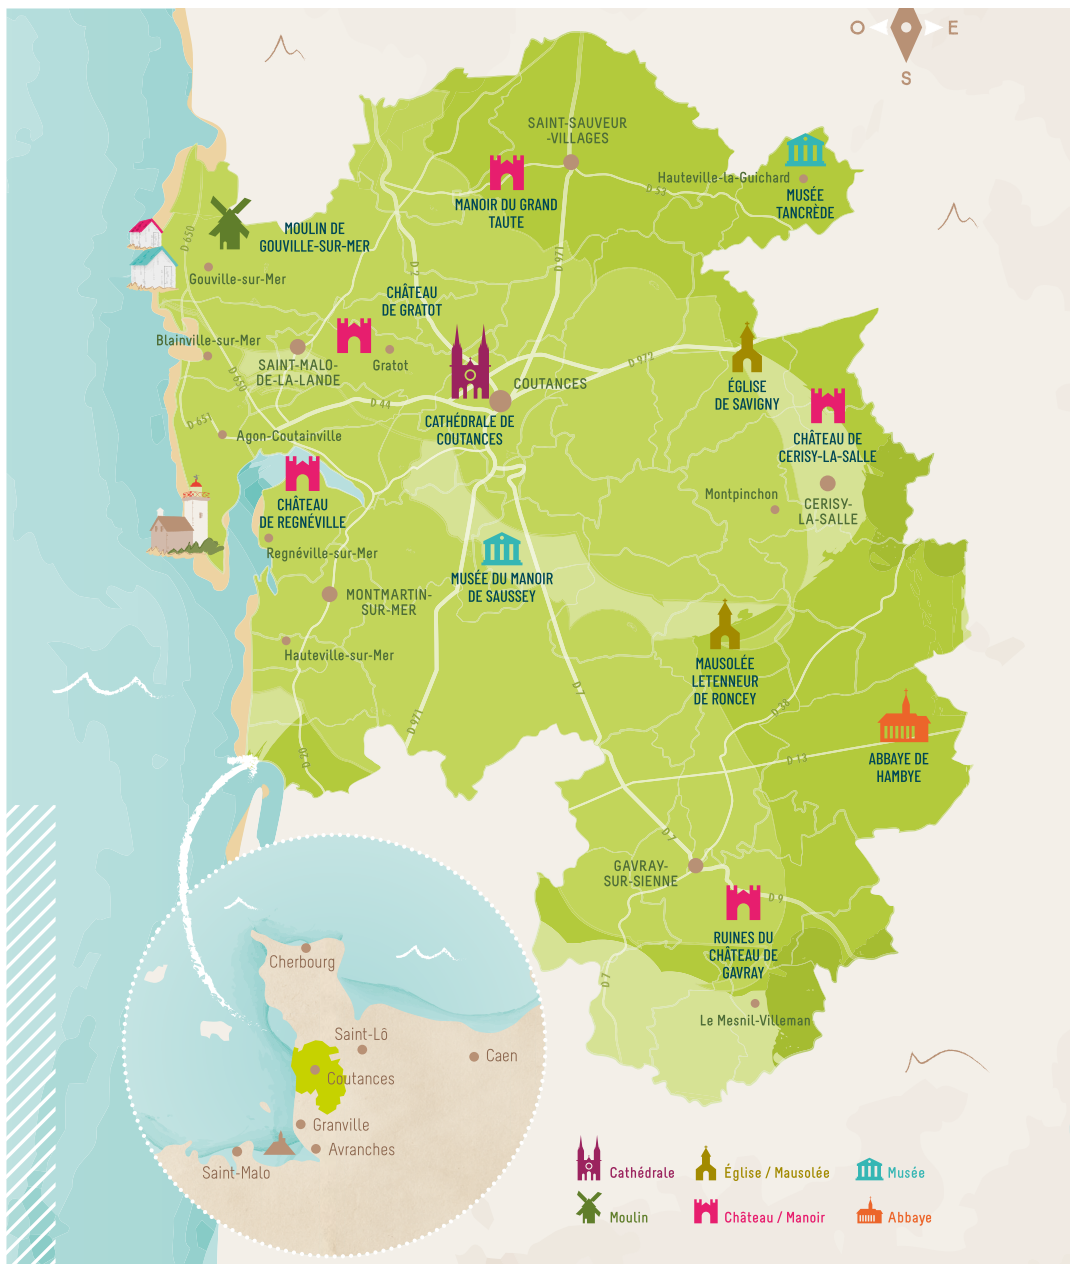 O
E
S
SAINT-SAUVEUR
-VILLAGES
Hauteville-la-Guichard
D 53
MUSÉE
TANCRÈDE
MANOIR DU GRAND
TAUTE
MOULIN DE
GOUVILLE-SUR-MER
D 650
D 971
D 2
Gouville-sur-Mer
CHÂTEAU
DE GRATOT
Blainville-sur-Mer
SAINT-MALO-
DE-LA-LANDE
Gratot
D 650
D 972
COUTANCES
ÉGLISE
DE SAVIGNY
D 44
D 651
CATHÉDRALE DE
COUTANCES
Agon-Coutainville
CHÂTEAU DE
CERISY-LA-SALLE
Montpinchon
CERISY-
LA-SALLE
CHÂTEAU
DE REGNÉVILLE
Regnéville-sur-Mer
MUSÉE DU MANOIR
DE SAUSSEY
MONTMARTIN-
SUR-MER
Hauteville-sur-Mer
MAUSOLÉE
LETENNEUR
DE RONCEY
D 7
D 38
D 971
D 20
D 13
ABBAYE DE
HAMBYE
D 7
GAVRAY-
SUR-SIENNE
D 9
RUINES DU
CHÂTEAU DE
GAVRAY
D 7
Le Mesnil-Villeman
Cherbourg
Saint-Lô
Caen
Coutances
Granville
Avranches
Saint-Malo
Cathédrale
Église / Mausolée
Musée
Moulin
Château / Manoir
Abbaye